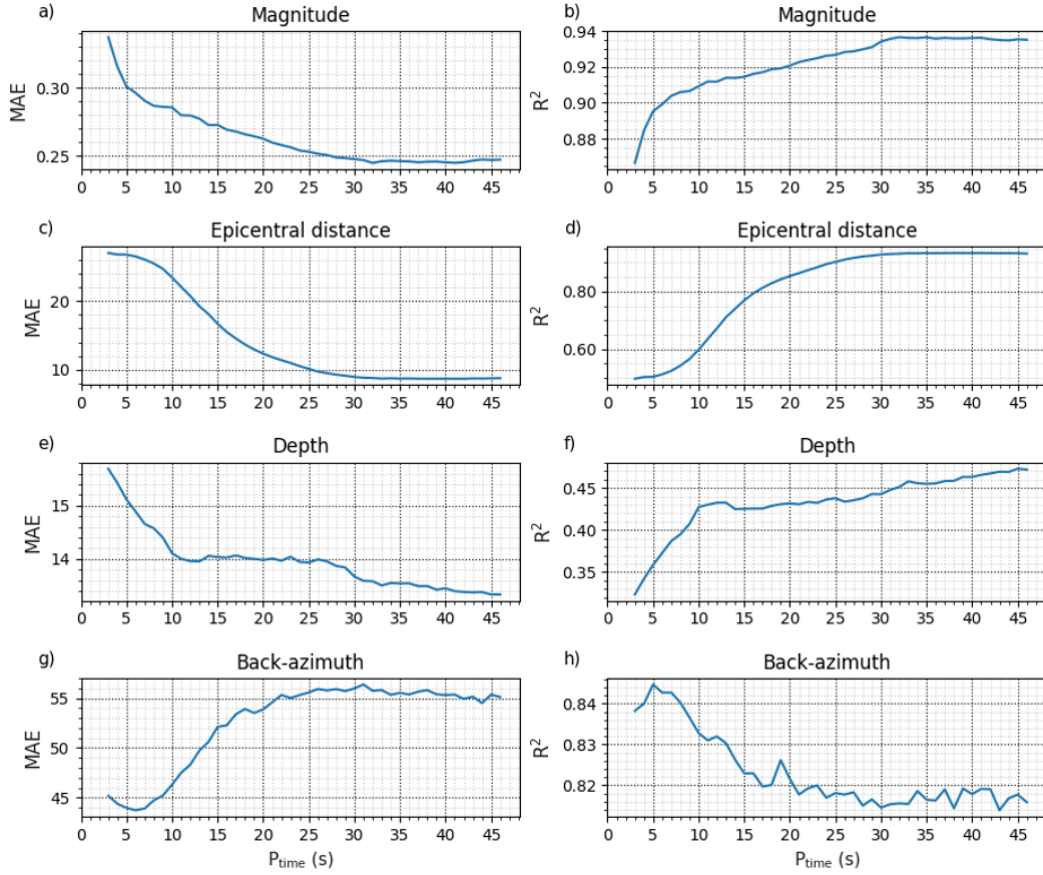 a) Magnitude
MAE
0.30
0.25
0 5 10 15 20 25 30 35 40 45
b) Magnitude
R²
0.94
0.92
0.90
0.88
0 5 10 15 20 25 30 35 40 45
c) Epicentral distance
MAE
20
10
0 5 10 15 20 25 30 35 40 45
d) Epicentral distance
R²
0.80
0.60
0 5 10 15 20 25 30 35 40 45
e) Depth
MAE
15
14
0 5 10 15 20 25 30 35 40 45
f) Depth
R²
0.45
0.40
0.35
0 5 10 15 20 25 30 35 40 45
g) Back-azimuth
MAE
55
50
45
0 5 10 15 20 25 30 35 40 45
P_time (s)
h) Back-azimuth
R²
0.84
0.83
0.82
0 5 10 15 20 25 30 35 40 45
P_time (s)